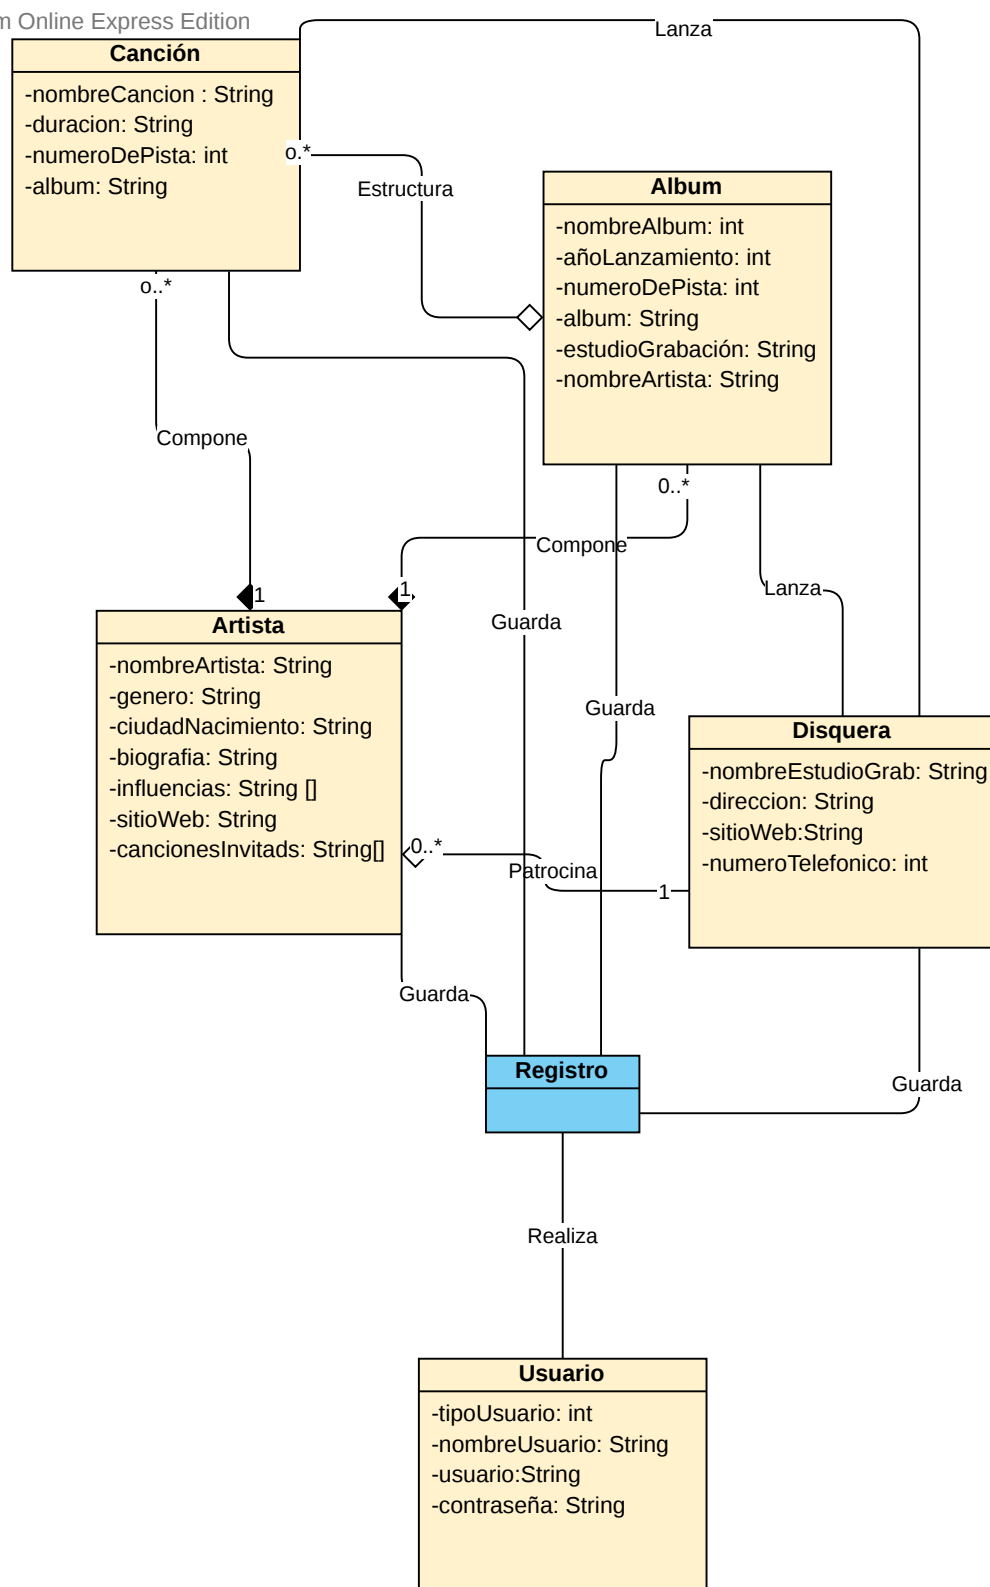 m Online Express Edition
Lanza
Canción
-nombreCancion : String
-duracion: String
-numeroDePista: int
-album: String
o.*
Estructura
Album
-nombreAlbum: int
-añoLanzamiento: int
-numeroDePista: int
-album: String
-estudioGrabación: String
-nombreArtista: String
o..*
Compone
0..*
Compone
1
1
Lanza
Guarda
Artista
-nombreArtista: String
-genero: String
-ciudadNacimiento: String
-biografia: String
-influencias: String []
-sitioWeb: String
-cancionesInvitads: String[]
Guarda
Disquera
-nombreEstudioGrab: String
-direccion: String
-sitioWeb:String
-numeroTelefonico: int
0..*
Patrocina
1
Guarda
Registro
Guarda
Realiza
Usuario
-tipoUsuario: int
-nombreUsuario: String
-usuario:String
-contraseña: String